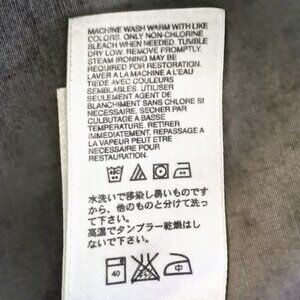 MACHINE WASH WARM WITH LIKE
COLORS. ONLY NON-CHLORINE
BLEACH WHEN NEEDED. TUMBLE
DRY LOW. REMOVE PROMPTLY.
STEAM IRONING MAY BE
REQUIRED FOR RESTORATION.
LAVER A LA MACHINE A L'EAU
TIEDE AVEC COULEURS
SEMBLABLES. UTILISER
SEULEMENT AGENT DE
BLANCHIMENT SANS CHLORE SI
NECESSAIRE. SECHER PAR
CULBUTAGE A BASSE
TEMPERATURE. RETIRER
IMMEDIATEMENT. REPASSAGE A
LA VAPEUR PEUT ETRE
NECESSAIRE POUR
RESTAURATION.
水洗いで移染し易いものです
から、他のものと分けて洗っ
て下さい。
高温でタンブラー乾燥はし
ないで下さい。
40
中